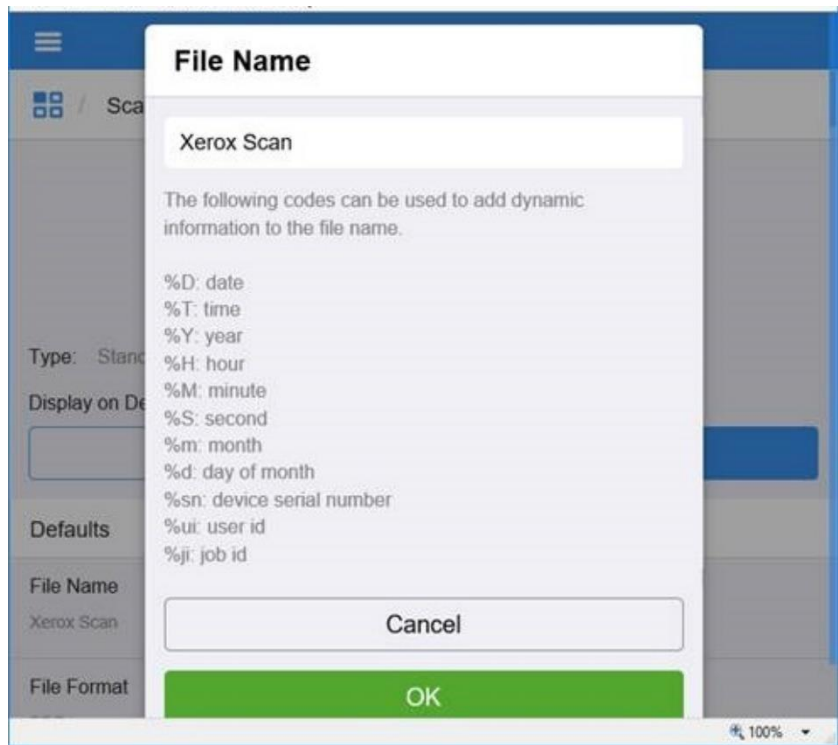 File Name
Sca
Xerox Scan
The following codes can be used to add dynamic
information to the file name.
%D: date
%T: time
%Y: year
%H: hour
%M: minute
%S: second
%m: month
%d: day of month
%sn: device serial number
%ui: user id
%ji: job id
Type: Stand
Display on De
Defaults
File Name
Xerox Scan
Cancel
File Format
OK
100%